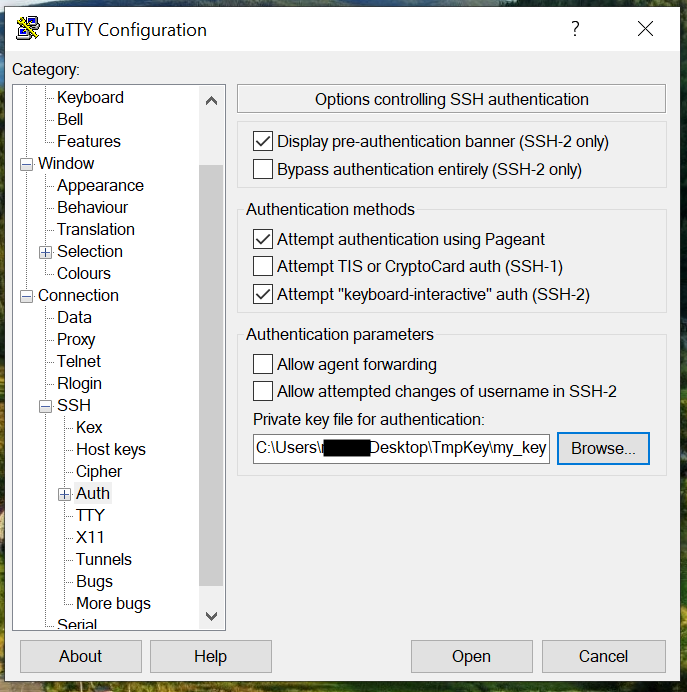 PuTTY Configuration
?
Category:
Keyboard
Bell
Features
Window
Appearance
Behaviour
Translation
Selection
Colours
Connection
Data
Proxy
Telnet
Rlogin
SSH
Kex
Host keys
Cipher
Auth
TTY
X11
Tunnels
Bugs
More bugs
Serial
Options controlling SSH authentication
Display pre-authentication banner (SSH-2 only)
Bypass authentication entirely (SSH-2 only)
Authentication methods
Attempt authentication using Pageant
Attempt TIS or CryptoCard auth (SSH-1)
Attempt "keyboard-interactive" auth (SSH-2)
Authentication parameters
Allow agent forwarding
Allow attempted changes of username in SSH-2
Private key file for authentication:
C:\Users\ Desktop\TmpKey\my_key
Browse...
About
Help
Open
Cancel